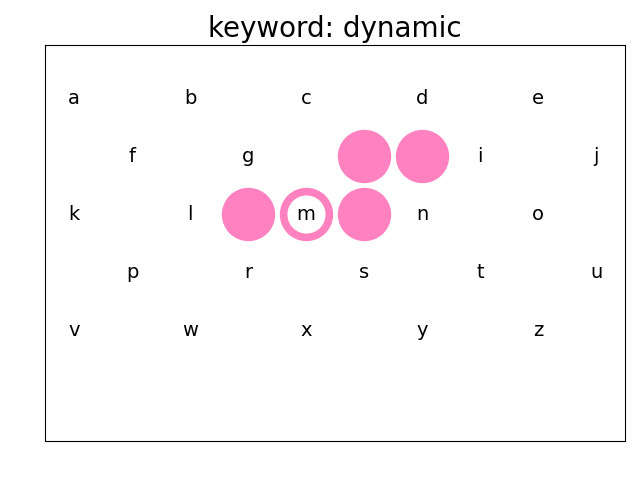 keyword: dynamic
a b c d e
f g i j
k l m n o
p r s t u
v w x y z